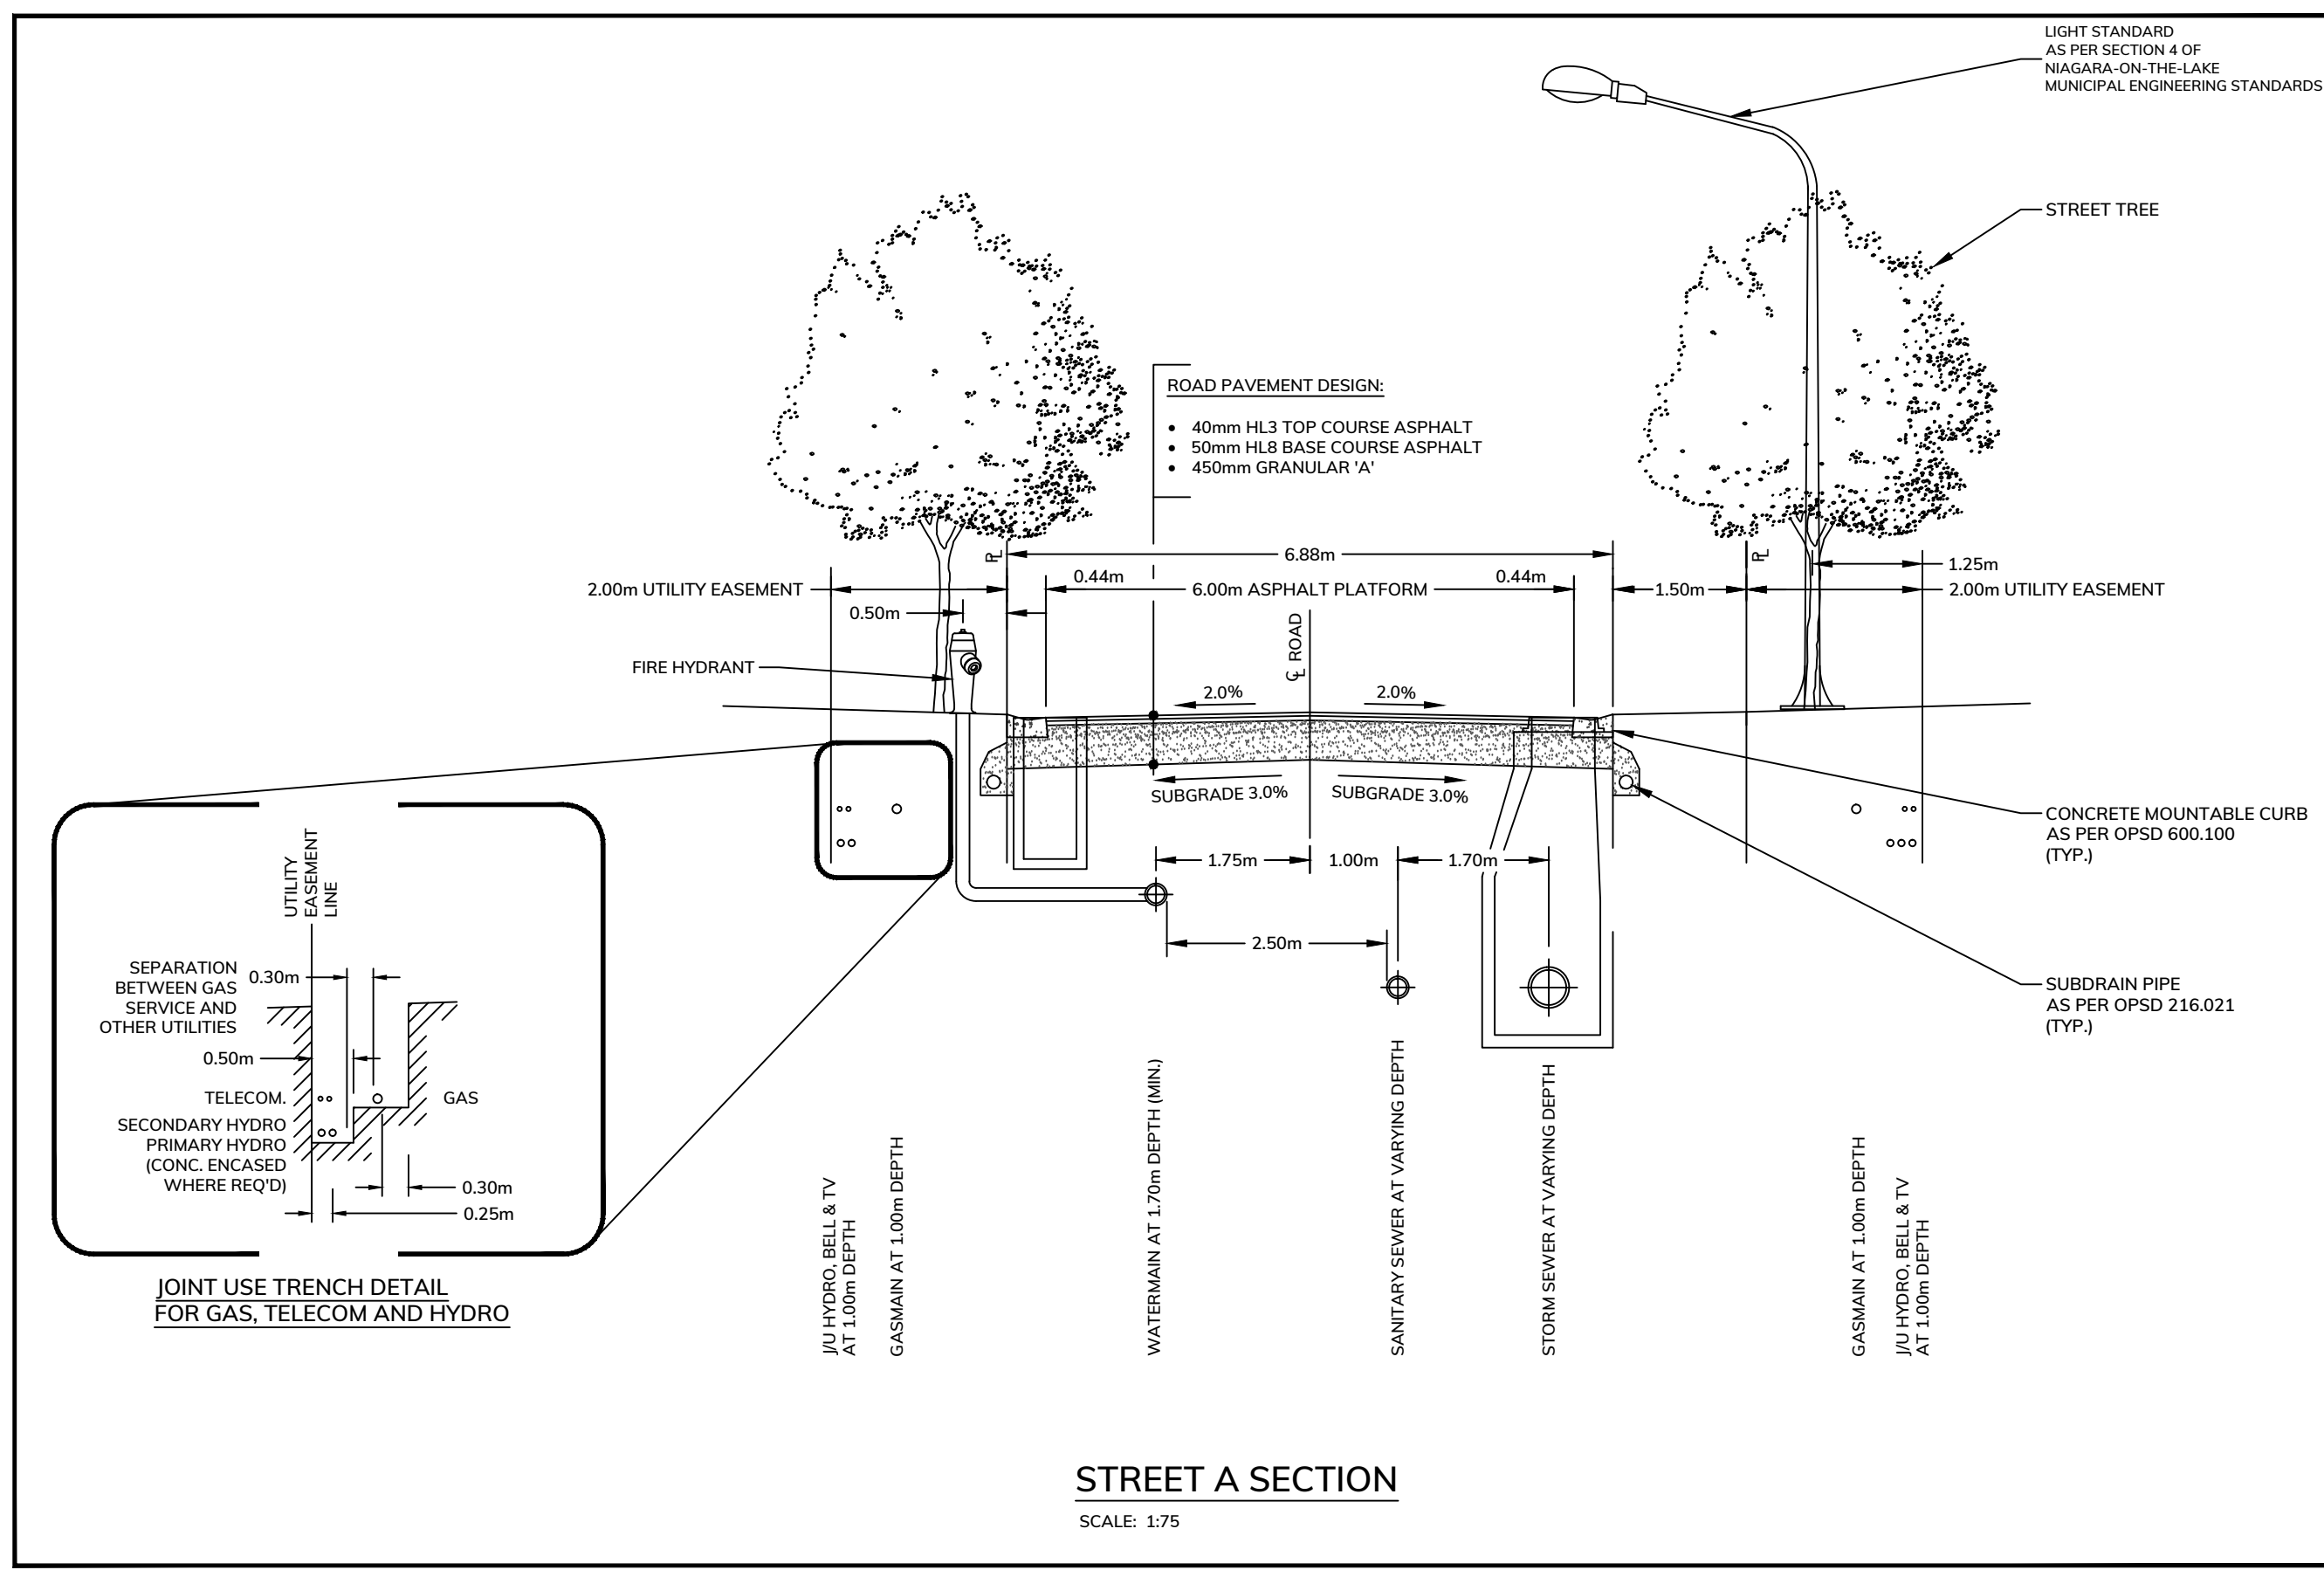 LIGHT STANDARD
AS PER SECTION 4 OF
NIAGARA-ON-THE-LAKE
MUNICIPAL ENGINEERING STANDARDS
STREET TREE
ROAD PAVEMENT DESIGN:
• 40mm HL3 TOP COURSE ASPHALT
• 50mm HL8 BASE COURSE ASPHALT
• 450mm GRANULAR 'A'
PL
6.88m
PL
1.25m
2.00m UTILITY EASEMENT
0.44m
6.00m ASPHALT PLATFORM
0.44m
1.50m
2.00m UTILITY EASEMENT
0.50m
CL ROAD
FIRE HYDRANT
2.0%
2.0%
SUBGRADE 3.0%
SUBGRADE 3.0%
CONCRETE MOUNTABLE CURB
AS PER OPSD 600.100
(TYP.)
1.75m
1.00m
1.70m
2.50m
SUBDRAIN PIPE
AS PER OPSD 216.021
(TYP.)
UTILITY
EASEMENT
LINE
SEPARATION
BETWEEN GAS
SERVICE AND
OTHER UTILITIES
0.30m
0.50m
TELECOM.
GAS
SECONDARY HYDRO
PRIMARY HYDRO
(CONC. ENCASED
WHERE REQ'D)
0.30m
0.25m
JOINT USE TRENCH DETAIL
FOR GAS, TELECOM AND HYDRO
J/U HYDRO, BELL & TV
AT 1.00m DEPTH
GASMAIN AT 1.00m DEPTH
WATERMAIN AT 1.70m DEPTH (MIN.)
SANITARY SEWER AT VARYING DEPTH
STORM SEWER AT VARYING DEPTH
GASMAIN AT 1.00m DEPTH
J/U HYDRO, BELL & TV
AT 1.00m DEPTH
STREET A SECTION
SCALE: 1:75